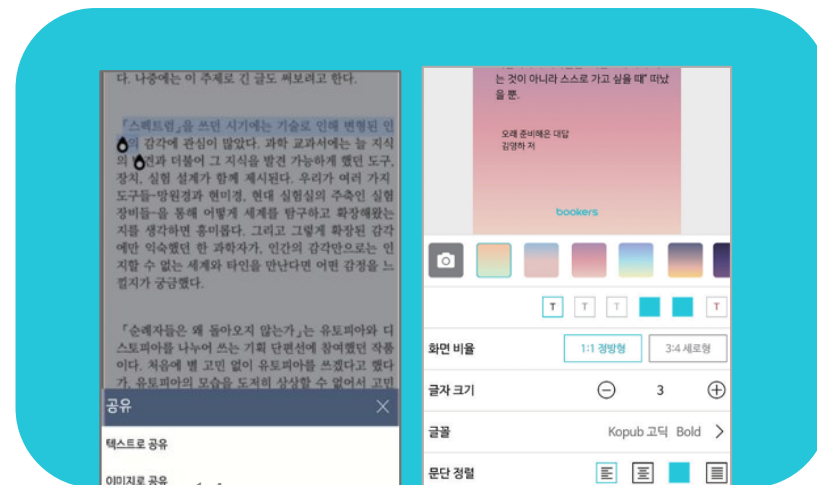 다. 나중에는 이 주제로 긴 글도 써보려고 한다.
「스펙트럼」을 쓰던 시기에는 기술로 인해 변형된 인
의 감각에 관심이 많았다. 과학 교과서에는 늘 지식
의 발견과 더불어 그 지식을 발견 가능하게 했던 도구,
장치, 실험 설계가 함께 제시된다. 우리가 여러 가지
도구들-망원경과 현미경, 현대 실험실의 주축인 실험
장비들-을 통해 어떻게 세계를 탐구하고 확장해왔는
지를 생각하면 흥미롭다. 그리고 그렇게 확장된 감각
에만 익숙했던 한 과학자가, 인간의 감각만으로는 인
지할 수 없는 세계와 타인을 만난다면 어떤 감정을 느
낄지가 궁금했다.
「순례자들은 왜 돌아오지 않는가」는 유토피아와 디
스토피아를 나누어 쓰는 기획 단편선에 참여했던 작품
이다. 처음에 별 고민 없이 유토피아를 쓰겠다고 했다
가, 유토피아의 모습을 도저히 상상할 수 없어서 고민
공유
텍스트로 공유
이미지로 공유
는 것이 아니라 스스로 가고 싶을 때" 떠났
을 뿐.
오래 준비해온 대답
김영하 저
bookers
T T T T
화면 비율 1:1 정방형 3:4 세로형
글자 크기 3
글꼴 Kopub 고딕 Bold
문단 정렬